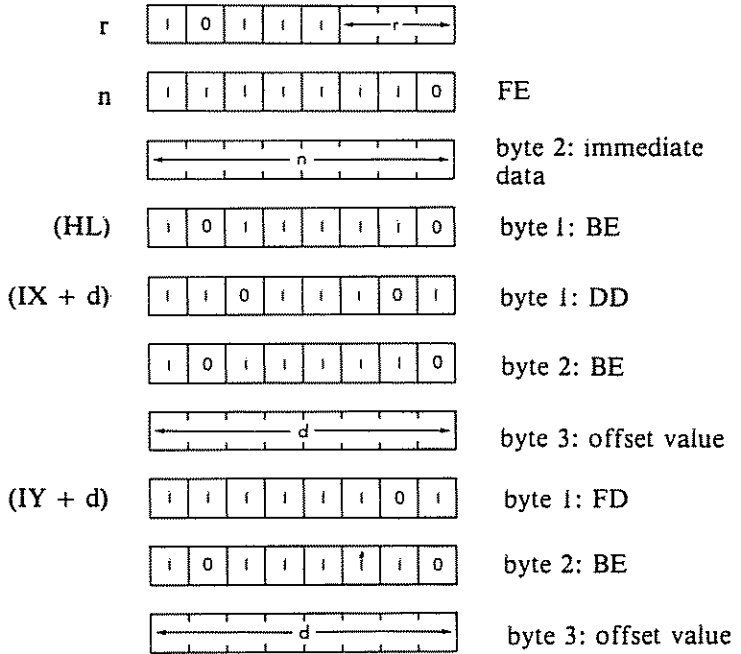 r 1 0 1 1 1 r
n 1 1 1 1 1 1 1 0 FE
n byte 2: immediate
data
(HL) 1 0 1 1 1 1 1 0 byte 1: BE
(IX + d) 1 1 0 1 1 1 0 1 byte 1: DD
1 0 1 1 1 1 1 0 byte 2: BE
d byte 3: offset value
(IY + d) 1 1 1 1 1 1 0 1 byte 1: FD
1 0 1 1 1 1 1 0 byte 2: BE
d byte 3: offset value